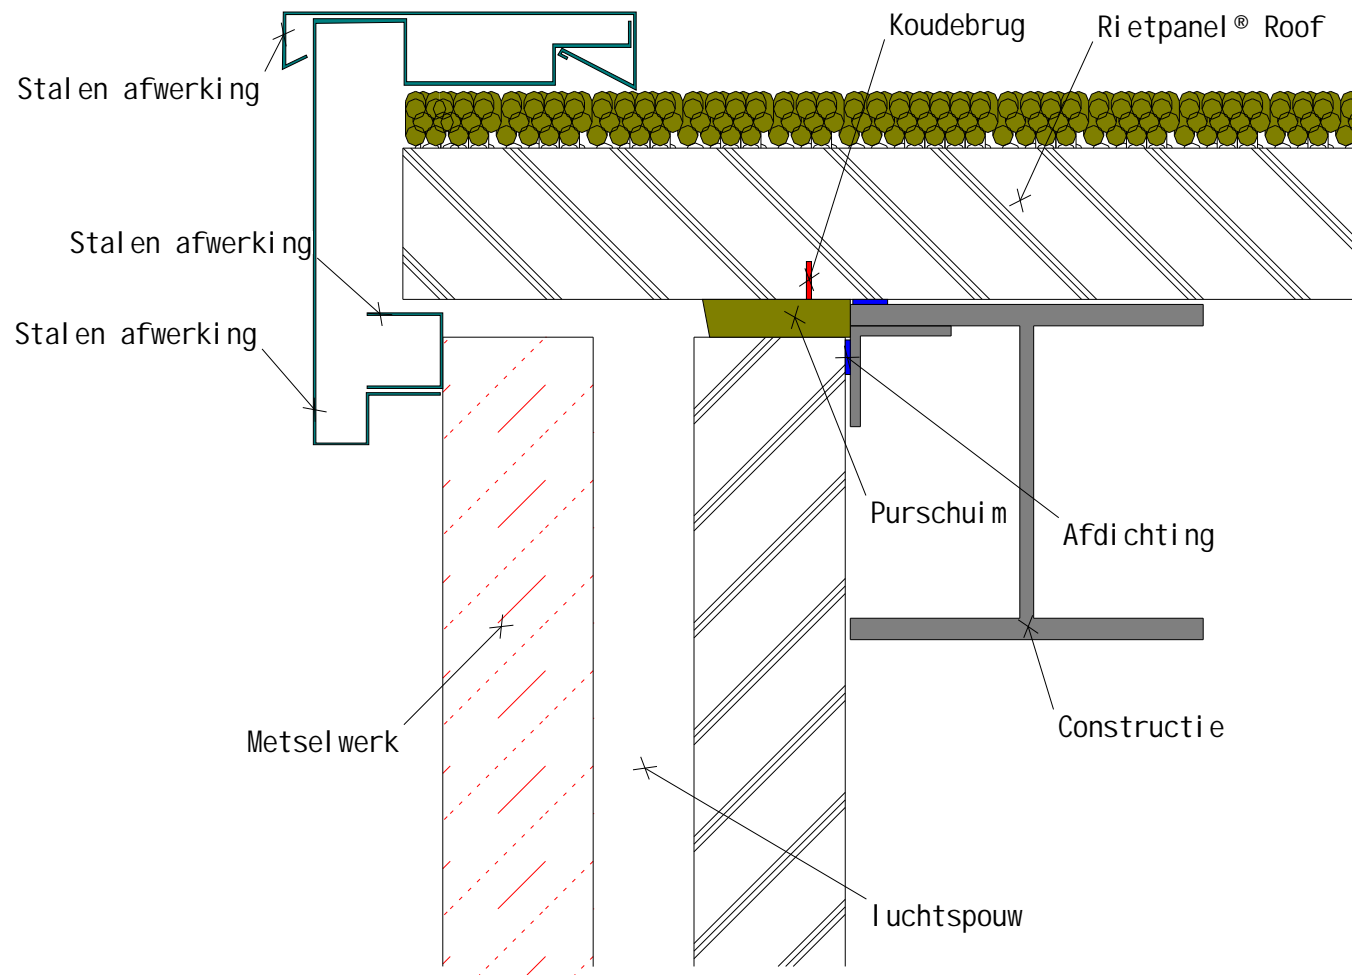 Koudebrug
Rietpanel® Roof
Stalen afwerking
Stalen afwerking
Stalen afwerking
Purschuim
Afdichting
Metselwerk
Constructie
luchtspouw